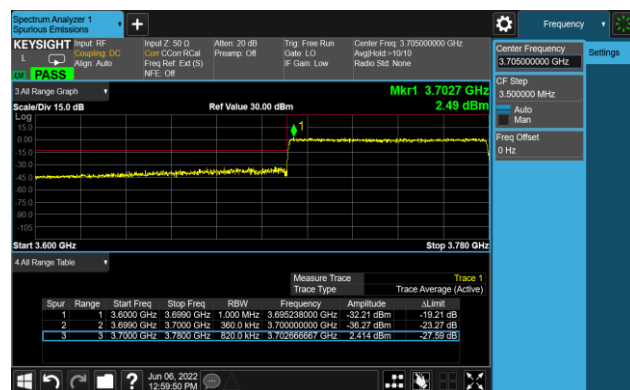 Spectrum Analyzer 1
Spurious Emissions
Frequency
KEYSIGHT Input: RF Input Z: 50 Ω Atten: 20 dB Trig: Free Run Center Freq: 3.705000000 GHz
L Coupling: DC Corr CCorr RCal Preamp: Off Gate: LO Avg|Hold:>10/10
Align: Auto Freq Ref: Ext (S) IF Gain: Low Radio Std: None
PASS NFE: Off
Center Frequency
3.705000000 GHz
Settings
CF Step
3.500000 MHz
Auto
Man
Freq Offset
0 Hz
3 All Range Graph
Mkr1 3.7027 GHz
Scale/Div 15.0 dB Ref Value 30.00 dBm 2.49 dBm
Log
15.0
0.00
-15.0
-30.0
-45.0
-60.0
-75.0
-90.0
-105
1
Start 3.600 GHz Stop 3.780 GHz
4 All Range Table
Measure Trace Trace 1
Trace Type Trace Average (Active)
Spur Range Start Freq Stop Freq RBW Frequency Amplitude ΔLimit
1 1 3.6000 GHz 3.6990 GHz 1.000 MHz 3.695238000 GHz -32.21 dBm -19.21 dB
2 2 3.6990 GHz 3.7000 GHz 360.0 kHz 3.700000000 GHz -36.27 dBm -23.27 dB
3 3 3.7000 GHz 3.7800 GHz 820.0 kHz 3.702666667 GHz 2.414 dBm -27.59 dB
?
Jun 06, 2022
12:59:50 PM